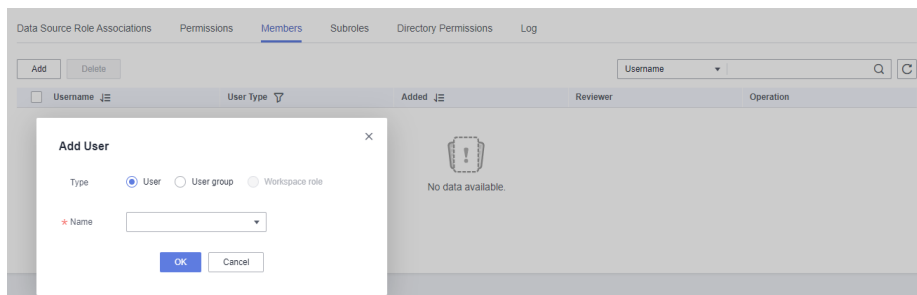 Data Source Role Associations Permissions Members Subroles Directory Permissions Log
Add Delete Username
Username User Type Added Reviewer Operation
Add User
Type User User group Workspace role
No data available.
* Name
OK Cancel